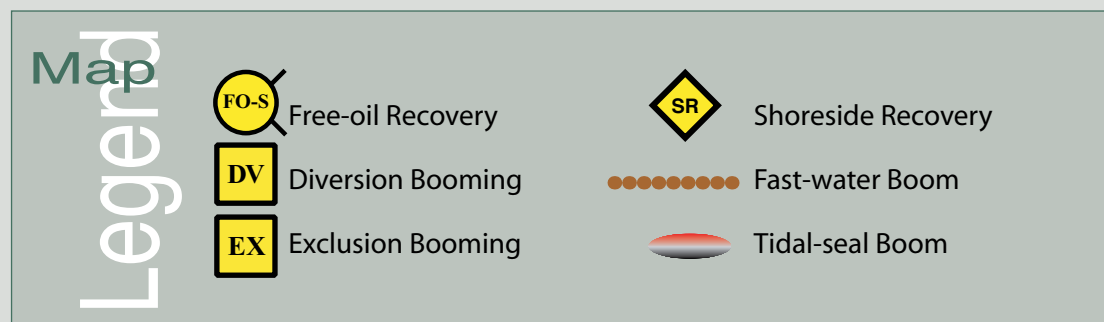 Map
Legend
FO-S Free-oil Recovery
DV Diversion Booming
EX Exclusion Booming
SR Shoreside Recovery
Fast-water Boom
Tidal-seal Boom